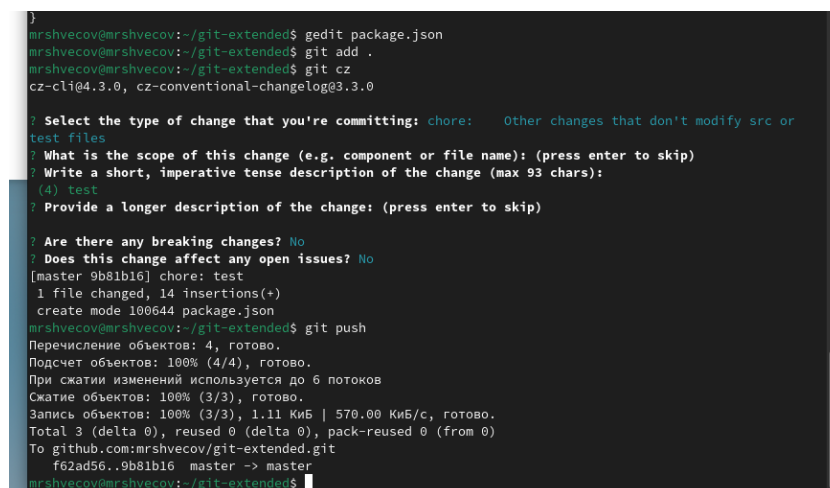 }
mrshvecov@mrshvecov:~/git-extended$ gedit package.json
mrshvecov@mrshvecov:~/git-extended$ git add .
mrshvecov@mrshvecov:~/git-extended$ git cz
cz-cli@4.3.0, cz-conventional-changelog@3.3.0
? Select the type of change that you're committing: chore:    Other changes that don't modify src or
test files
? What is the scope of this change (e.g. component or file name): (press enter to skip)
? Write a short, imperative tense description of the change (max 93 chars):
 (4) test
? Provide a longer description of the change: (press enter to skip)
? Are there any breaking changes? No
? Does this change affect any open issues? No
[master 9b81b16] chore: test
 1 file changed, 14 insertions(+)
 create mode 100644 package.json
mrshvecov@mrshvecov:~/git-extended$ git push
Перечисление объектов: 4, готово.
Подсчет объектов: 100% (4/4), готово.
При сжатии изменений используется до 6 потоков
Сжатие объектов: 100% (3/3), готово.
Запись объектов: 100% (3/3), 1.11 КиБ | 570.00 КиБ/с, готово.
Total 3 (delta 0), reused 0 (delta 0), pack-reused 0 (from 0)
To github.com:mrshvecov/git-extended.git
   f62ad56..9b81b16  master -> master
mrshvecov@mrshvecov:~/git-extended$